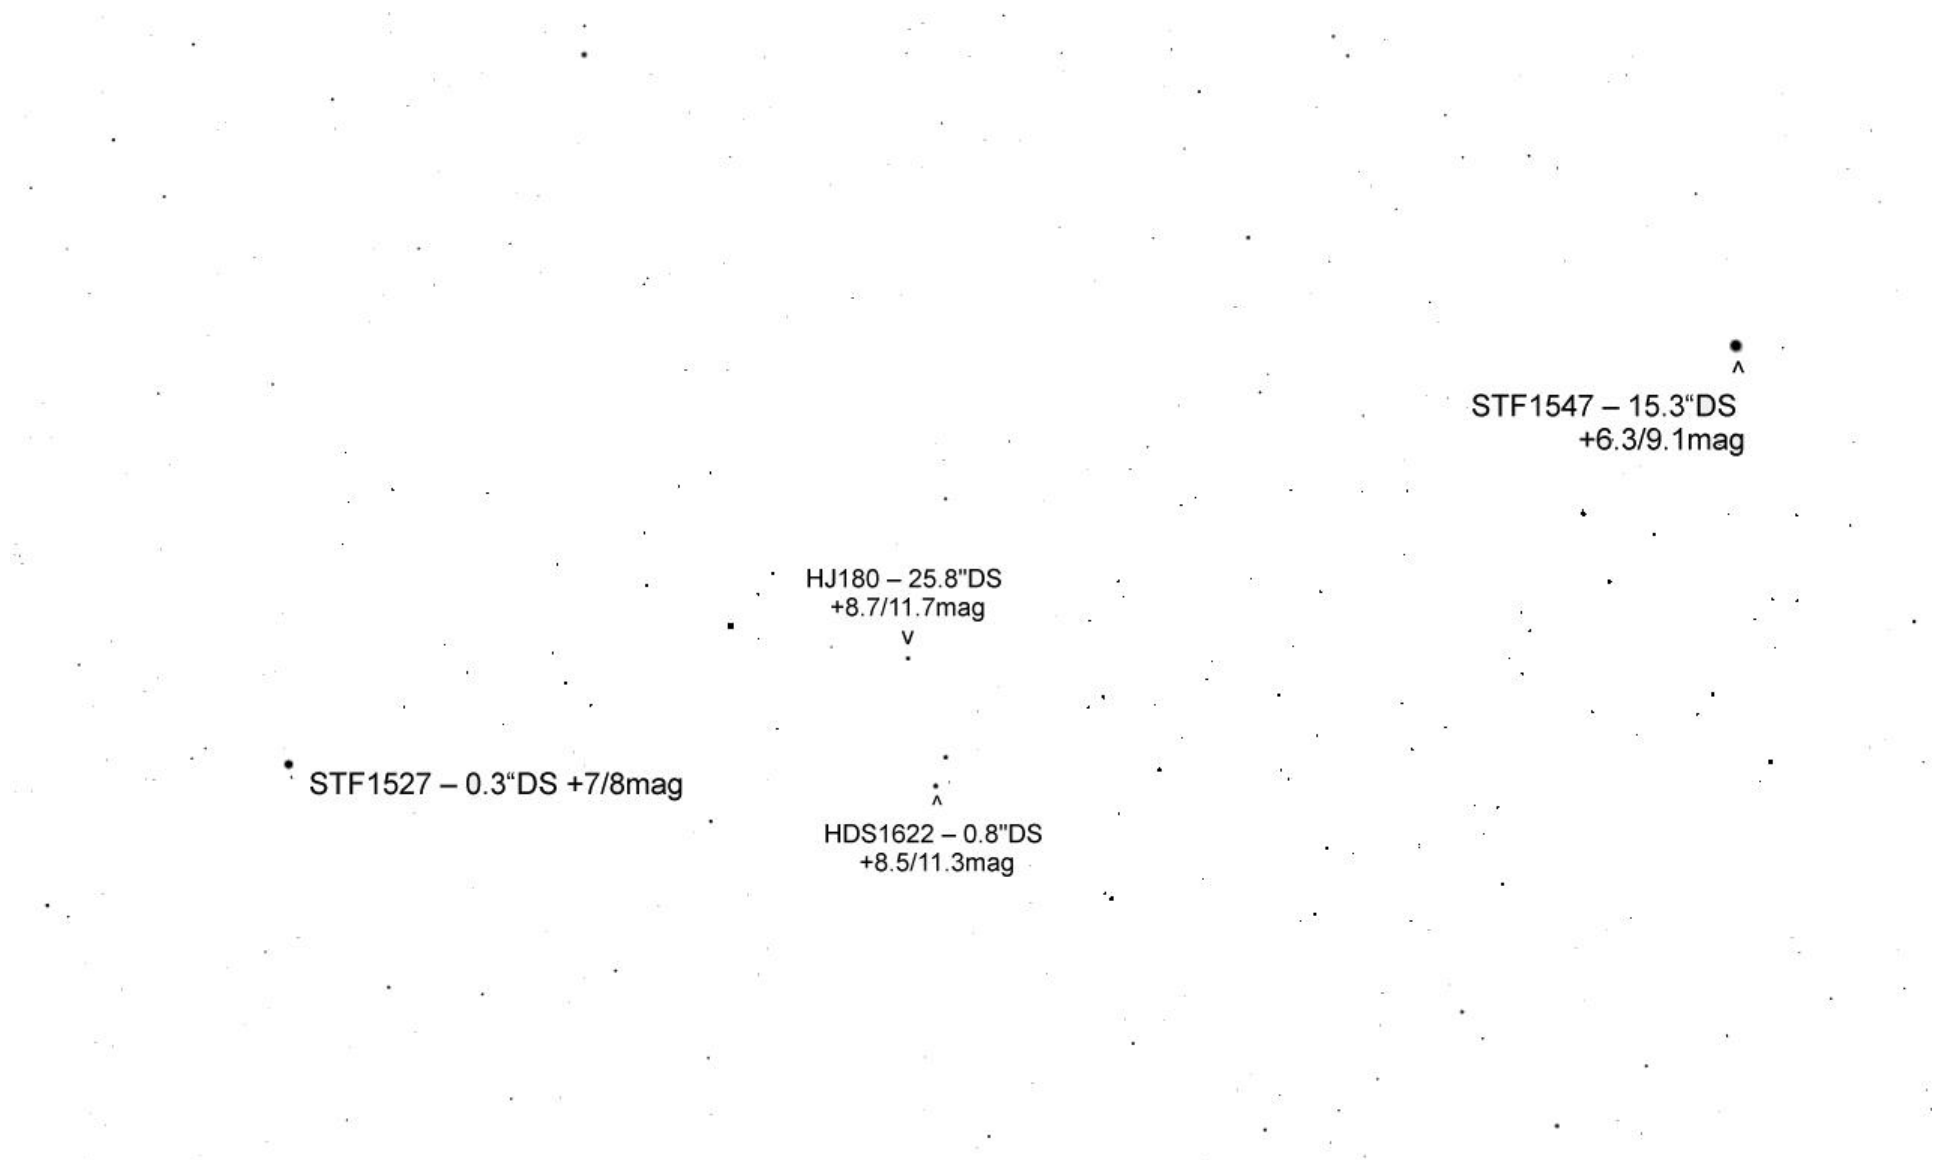 STF1547 – 15.3“DS
+6.3/9.1mag
HJ180 – 25.8"DS
+8.7/11.7mag
v
STF1527 – 0.3“DS +7/8mag
HDS1622 – 0.8"DS
+8.5/11.3mag